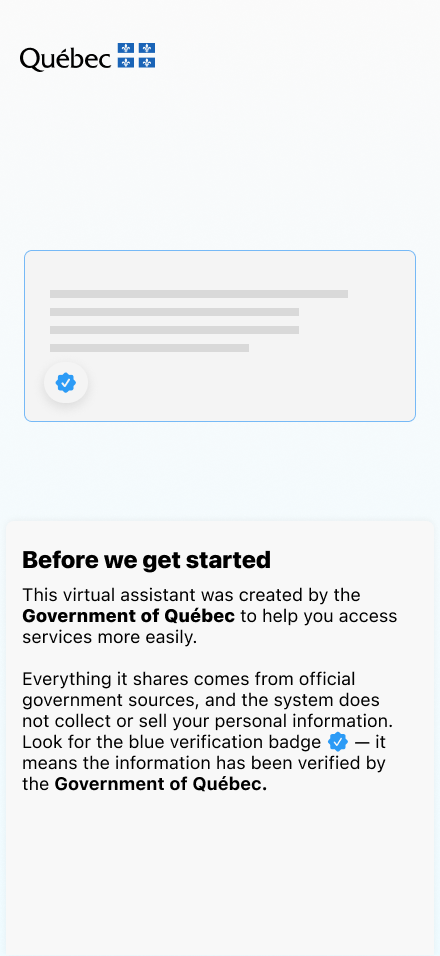 Québec
Before we get started
This virtual assistant was created by the
Government of Québec to help you access
services more easily.
Everything it shares comes from official
government sources, and the system does
not collect or sell your personal information.
Look for the blue verification badge — it
means the information has been verified by
the Government of Québec.